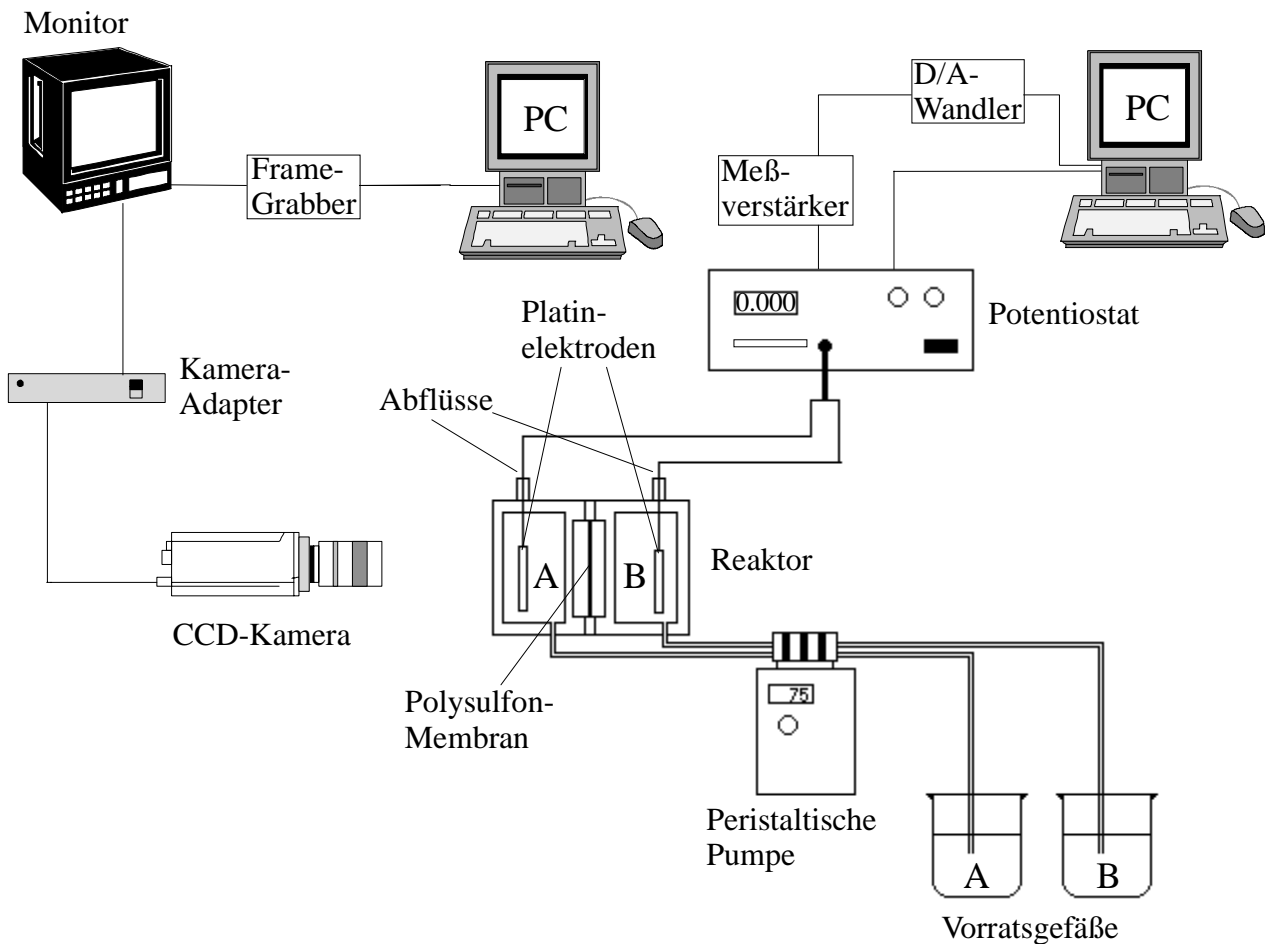 Monitor
PC
Frame-
Grabber
D/A-
Wandler
PC
Meß-
verstärker
0.000
Potentiostat
Platin-
elektroden
Kamera-
Adapter
Abflüsse
A
B
Reaktor
CCD-Kamera
Polysulfon-
Membran
75
Peristaltische
Pumpe
A
B
Vorratsgefäße